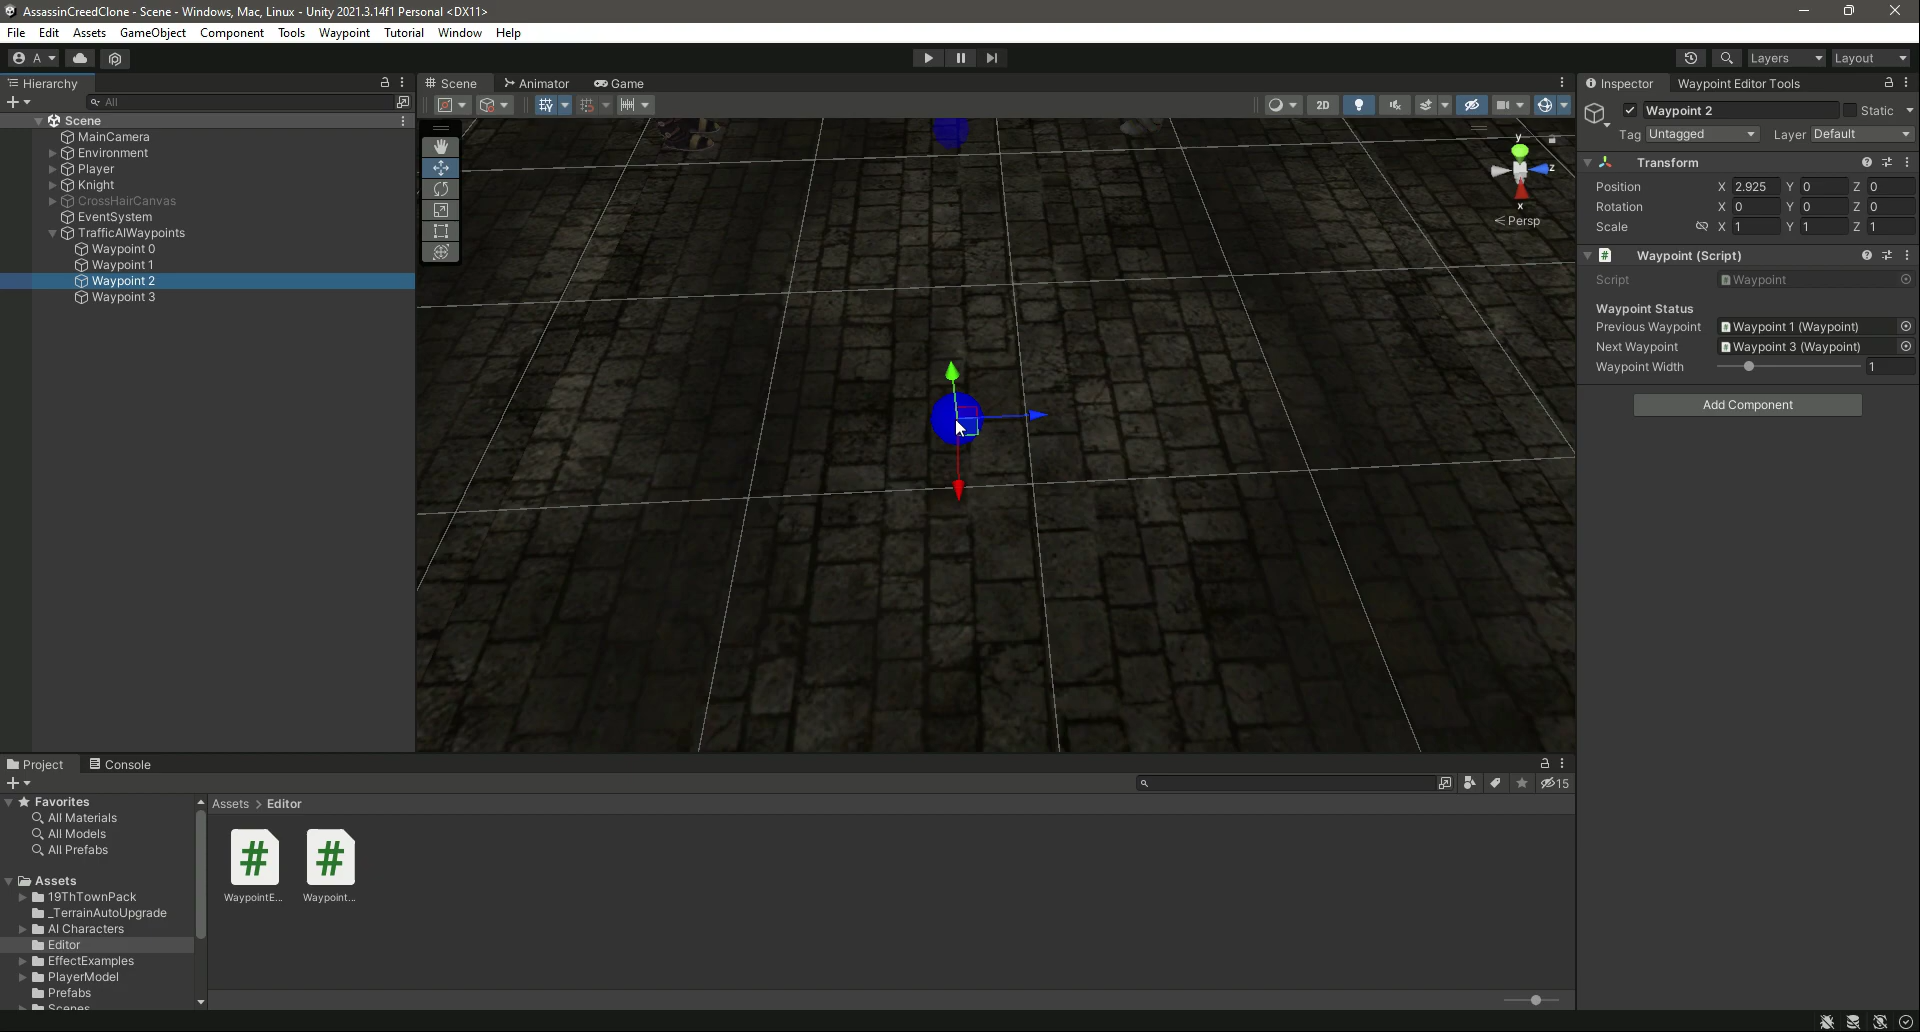 AssassinCreedClone - Scene - Windows, Mac, Linux - Unity 2021.3.14f1 Personal <DX11>
File Edit Assets GameObject Component Tools Jobs Waypoint Tutorial Window Help
A Layers Layout
Hierarchy
All
Scene
MainCamera
Environment
Player
Knight
CrossHairCanvas
EventSystem
TrafficAIWaypoints
Waypoint 0
Waypoint 1
Waypoint 2
Waypoint 3
Scene Animator Game
2D
y
z
x
Persp
Inspector Waypoint Editor Tools
Waypoint 2 Static
Tag Untagged Layer Default
Transform
Position X 2.925 Y 0 Z 0
Rotation X 0 Y 0 Z 0
Scale X 1 Y 1 Z 1
# Waypoint (Script)
Script Waypoint
Waypoint Status
Previous Waypoint Waypoint 1 (Waypoint)
Next Waypoint Waypoint 3 (Waypoint)
Waypoint Width 1
Add Component
Project Console
15
Favorites
All Materials
All Models
All Prefabs
Assets
19ThTownPack
_TerrainAutoUpgrade
AI Characters
Editor
EffectExamples
PlayerModel
Prefabs
Scenes
Assets > Editor
# #
WaypointE... Waypoint...